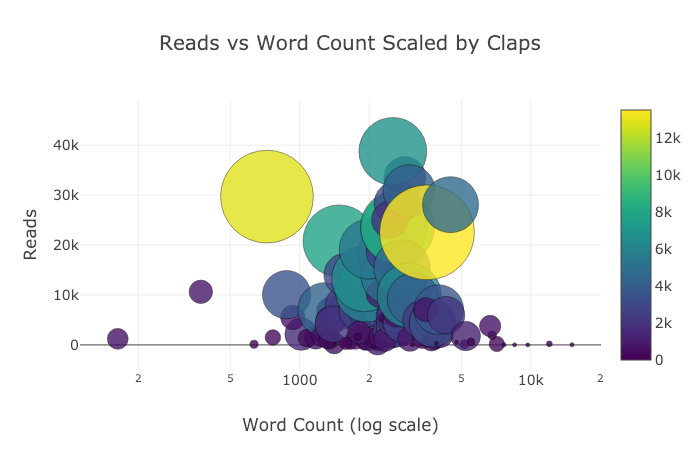 Reads vs Word Count Scaled by Claps
40k
30k
20k
10k
0
Reads
2 5 1000 2 5 10k 2
Word Count (log scale)
12k
10k
8k
6k
4k
2k
0